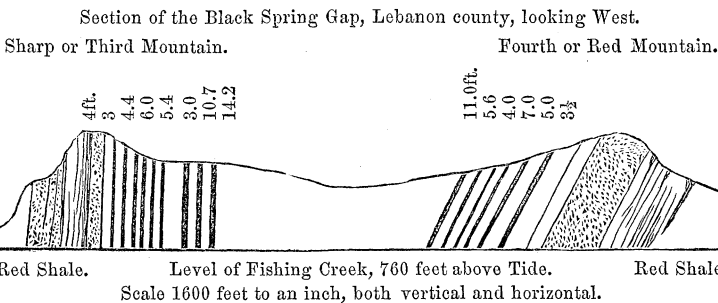 Section of the Black Spring Gap, Lebanon county, looking West.
Sharp or Third Mountain. Fourth or Red Mountain.
4ft. 3 4.4 6.0 5.4 3.0 10.7 14.2 11.0ft. 5.6 4.0 7.0 5.0 3½
Red Shale. Level of Fishing Creek, 760 feet above Tide. Red Shale
Scale 1600 feet to an inch, both vertical and horizontal.